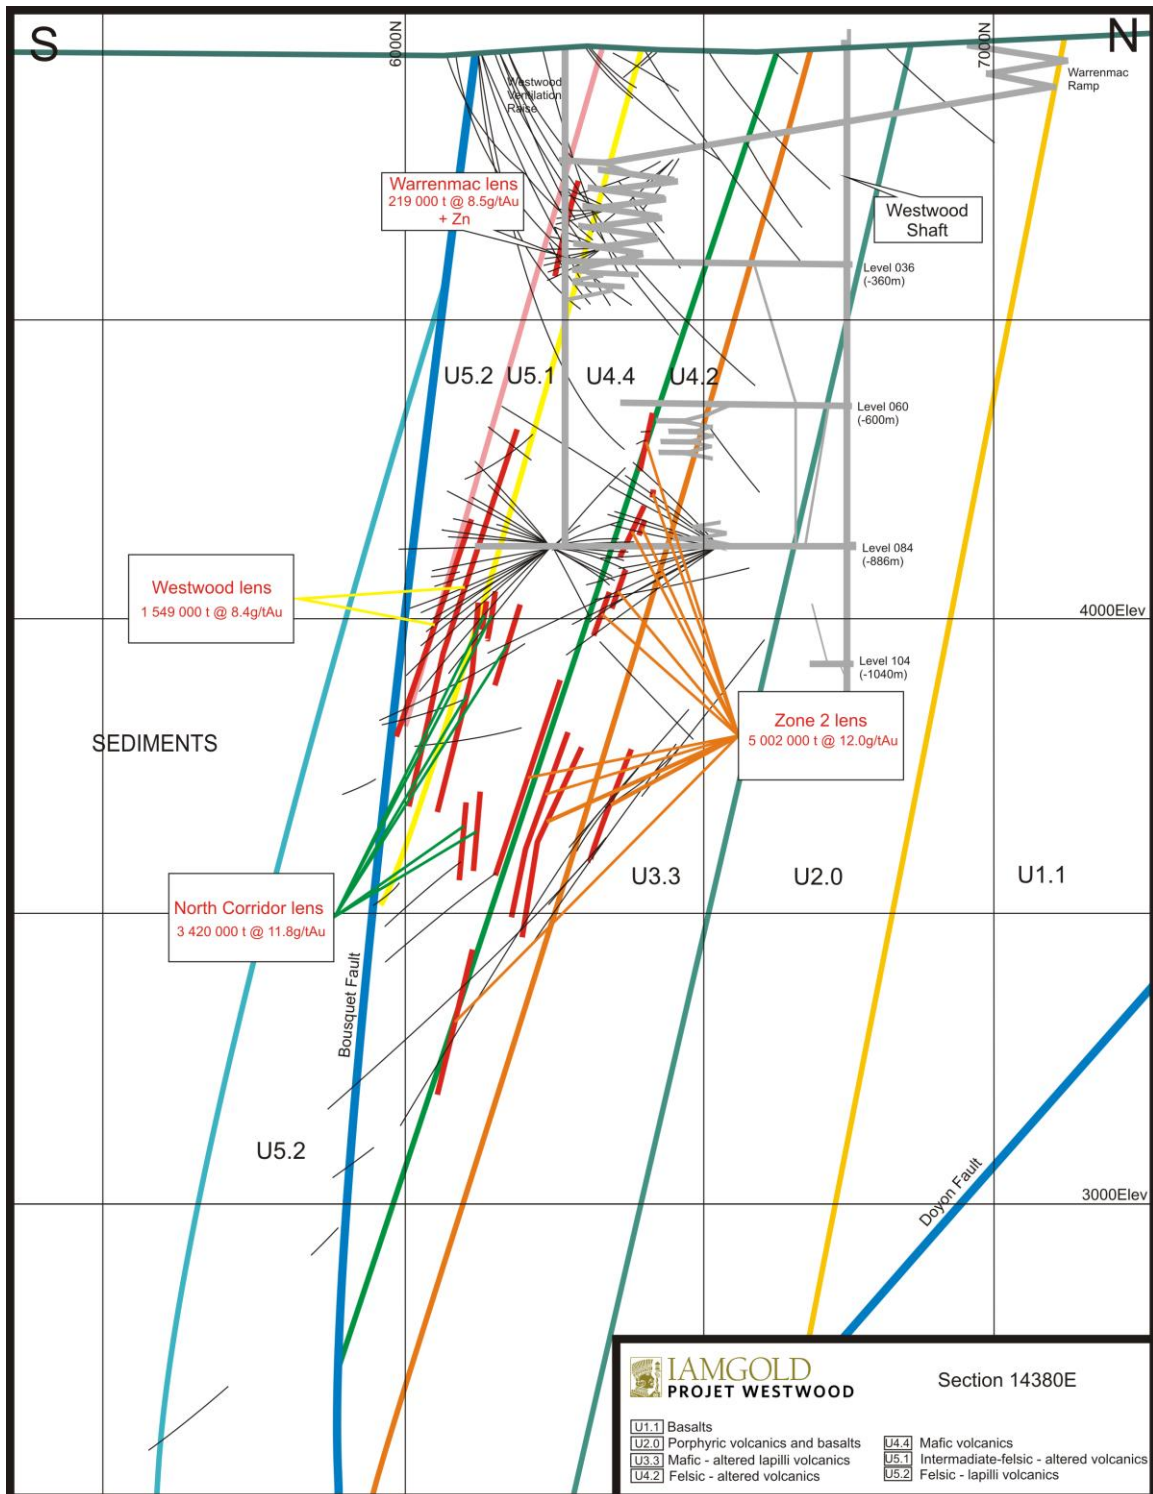 S
6000N
7000N
N
Westwood
Ventilation
Raise
Warrenmac
Ramp
Warrenmac lens
219 000 t @ 8.5g/tAu
+ Zn
Westwood
Shaft
Level 036
(-360m)
U5.2
U5.1
U4.4
U4.2
Level 060
(-600m)
Level 084
(-886m)
Westwood lens
1 549 000 t @ 8.4g/tAu
4000Elev
Level 104
(-1040m)
Zone 2 lens
5 002 000 t @ 12.0g/tAu
SEDIMENTS
U3.3
U2.0
U1.1
North Corridor lens
3 420 000 t @ 11.8g/tAu
Bousquet Fault
U5.2
Doyon Fault
3000Elev
IAMGOLD
PROJET WESTWOOD
Section 14380E
U1.1 Basalts
U2.0 Porphyric volcanics and basalts
U3.3 Mafic - altered lapilli volcanics
U4.2 Felsic - altered volcanics
U4.4 Mafic volcanics
U5.1 Intermadiate-felsic - altered volcanics
U5.2 Felsic - lapilli volcanics